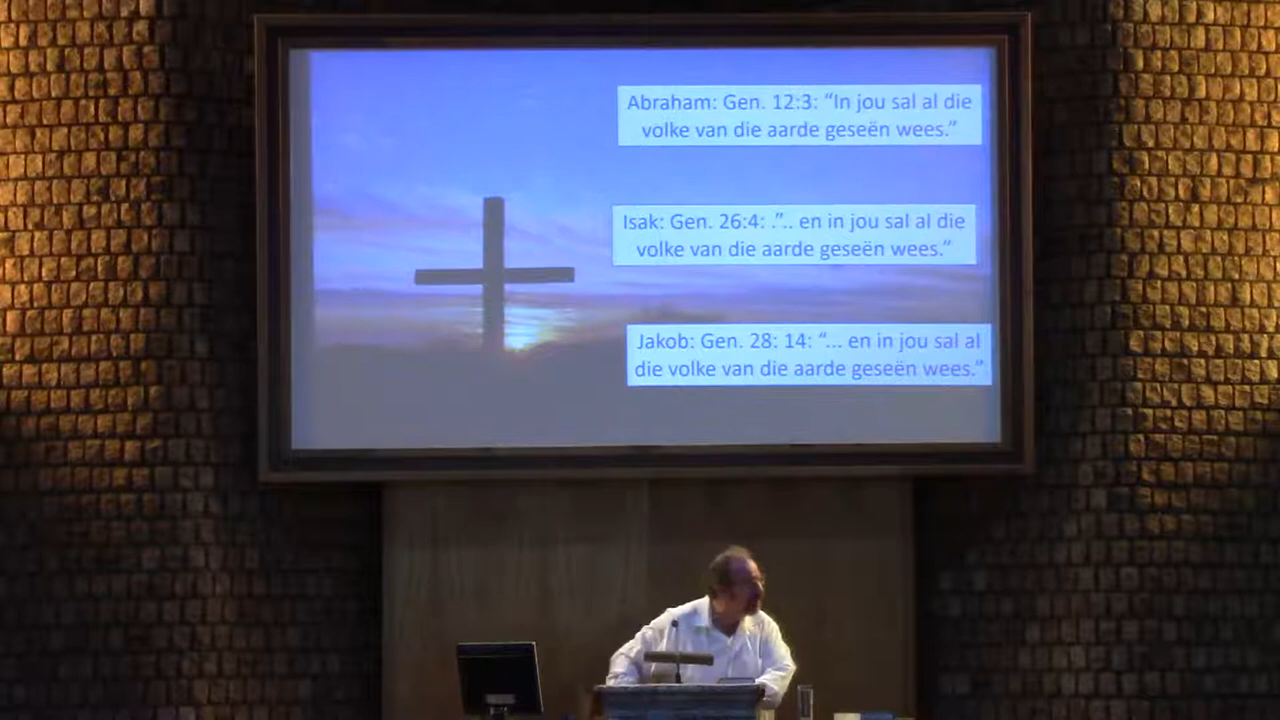 Abraham: Gen. 12:3: “In jou sal al die
volke van die aarde geseën wees.”
Isak: Gen. 26:4: .”.. en in jou sal al die
volke van die aarde geseën wees.”
Jakob: Gen. 28: 14: “... en in jou sal al
die volke van die aarde geseën wees.”